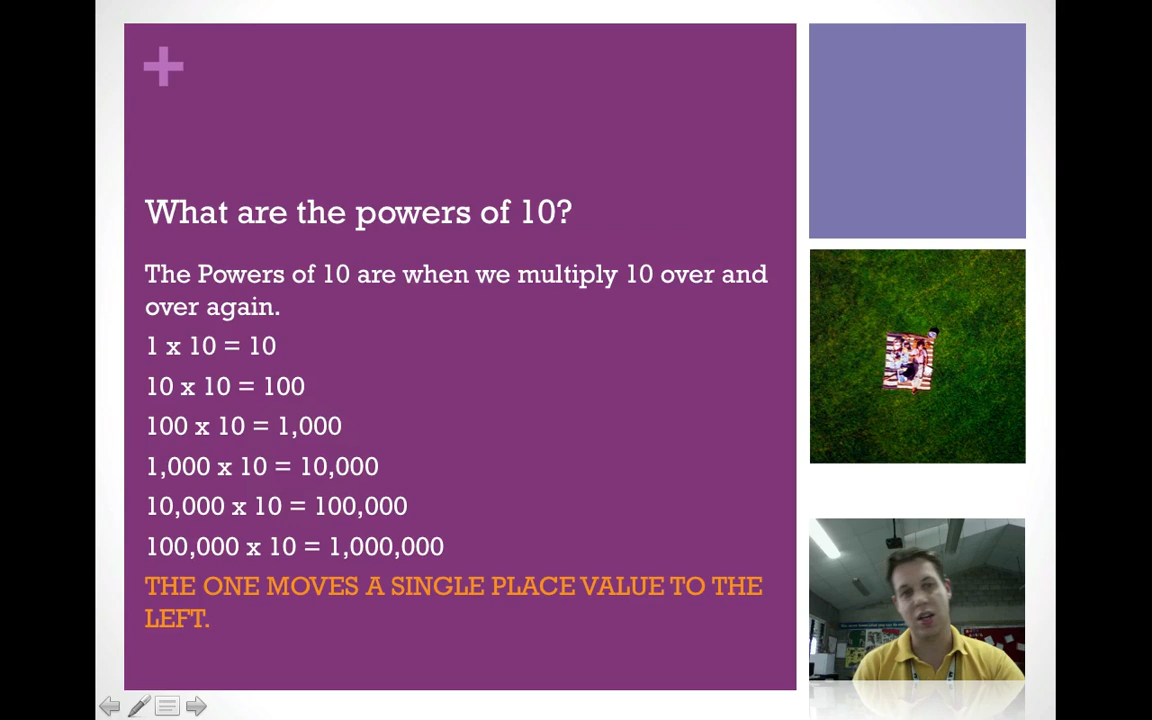 What are the powers of 10?
The Powers of 10 are when we multiply 10 over and
over again.
1 x 10 = 10
10 x 10 = 100
100 x 10 = 1,000
1,000 x 10 = 10,000
10,000 x 10 = 100,000
100,000 x 10 = 1,000,000
THE ONE MOVES A SINGLE PLACE VALUE TO THE
LEFT.